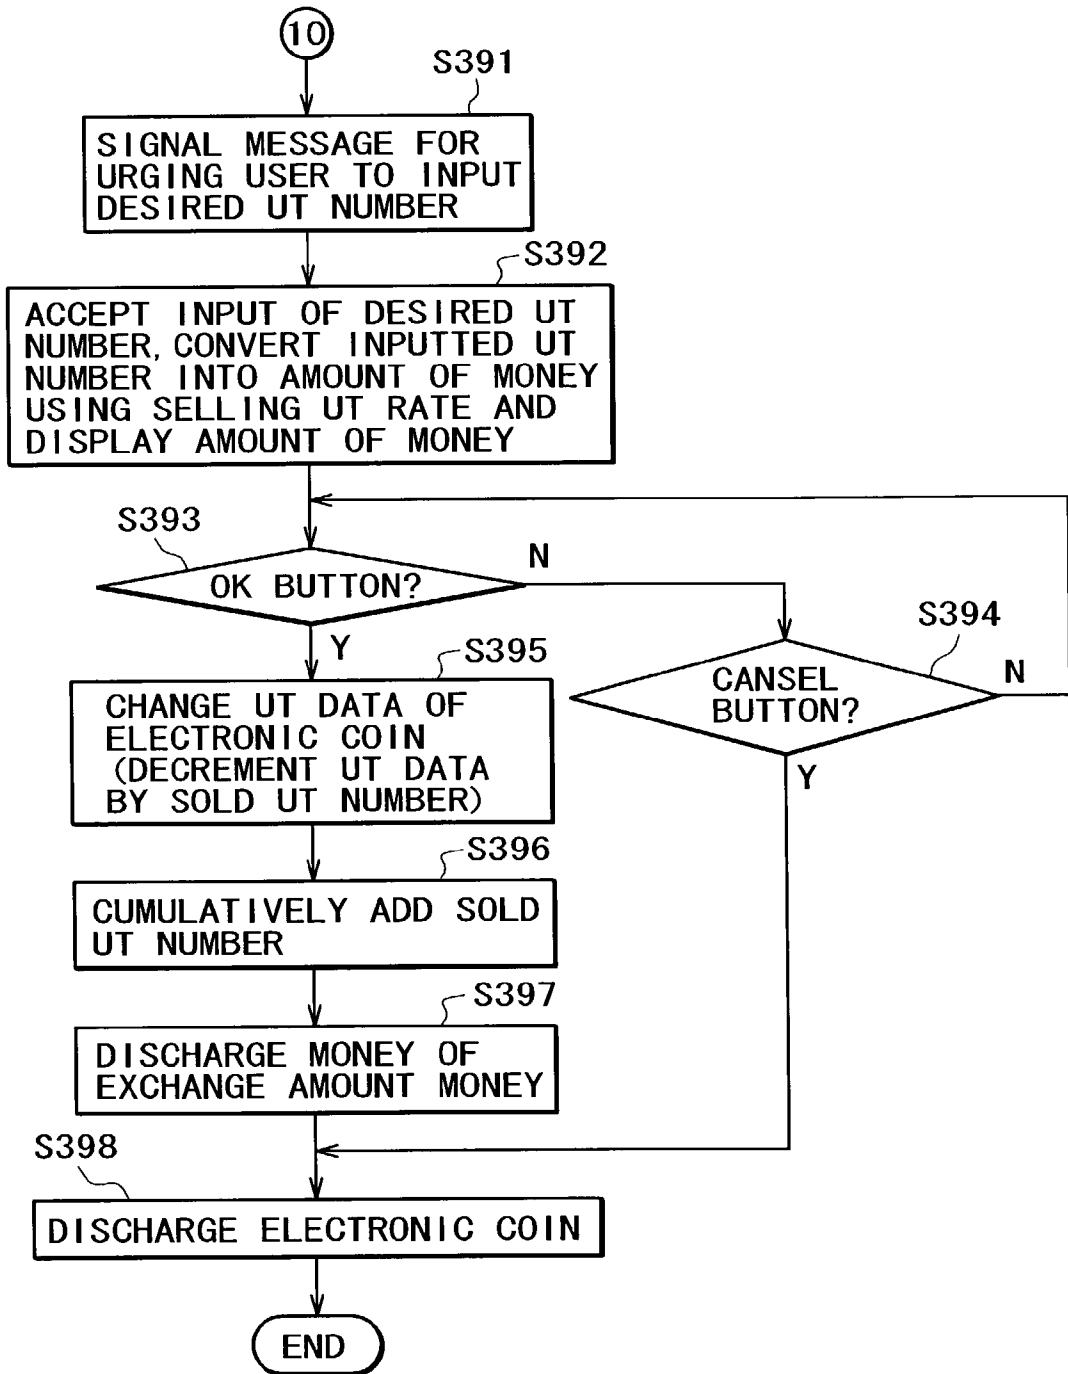 10
S391
SIGNAL MESSAGE FOR
URGING USER TO INPUT
DESIRED UT NUMBER
S392
ACCEPT INPUT OF DESIRED UT
NUMBER, CONVERT INPUTTED UT
NUMBER INTO AMOUNT OF MONEY
USING SELLING UT RATE AND
DISPLAY AMOUNT OF MONEY
S393
OK BUTTON?
N
Y
S394
CANSEL
BUTTON?
N
Y
S395
CHANGE UT DATA OF
ELECTRONIC COIN
(DECREMENT UT DATA
BY SOLD UT NUMBER)
S396
CUMULATIVELY ADD SOLD
UT NUMBER
S397
DISCHARGE MONEY OF
EXCHANGE AMOUNT MONEY
S398
DISCHARGE ELECTRONIC COIN
END